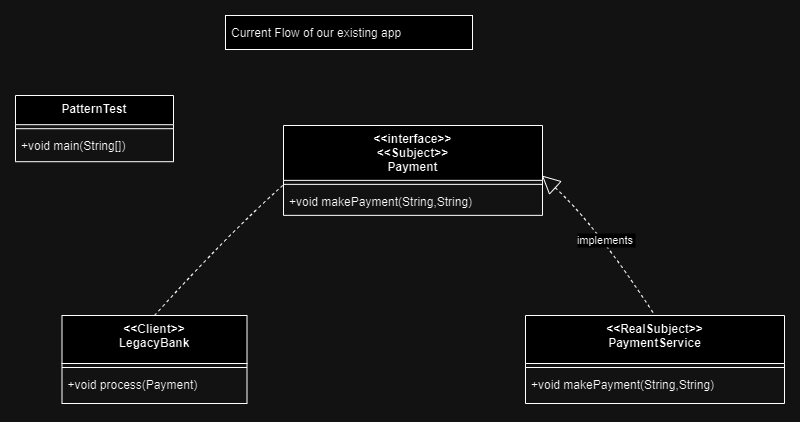 Current Flow of our existing app
PatternTest
+void main(String[])
<<interface>>
<<Subject>>
Payment
+void makePayment(String,String)
implements
<<Client>>
LegacyBank
+void process(Payment)
<<RealSubject>>
PaymentService
+void makePayment(String,String)